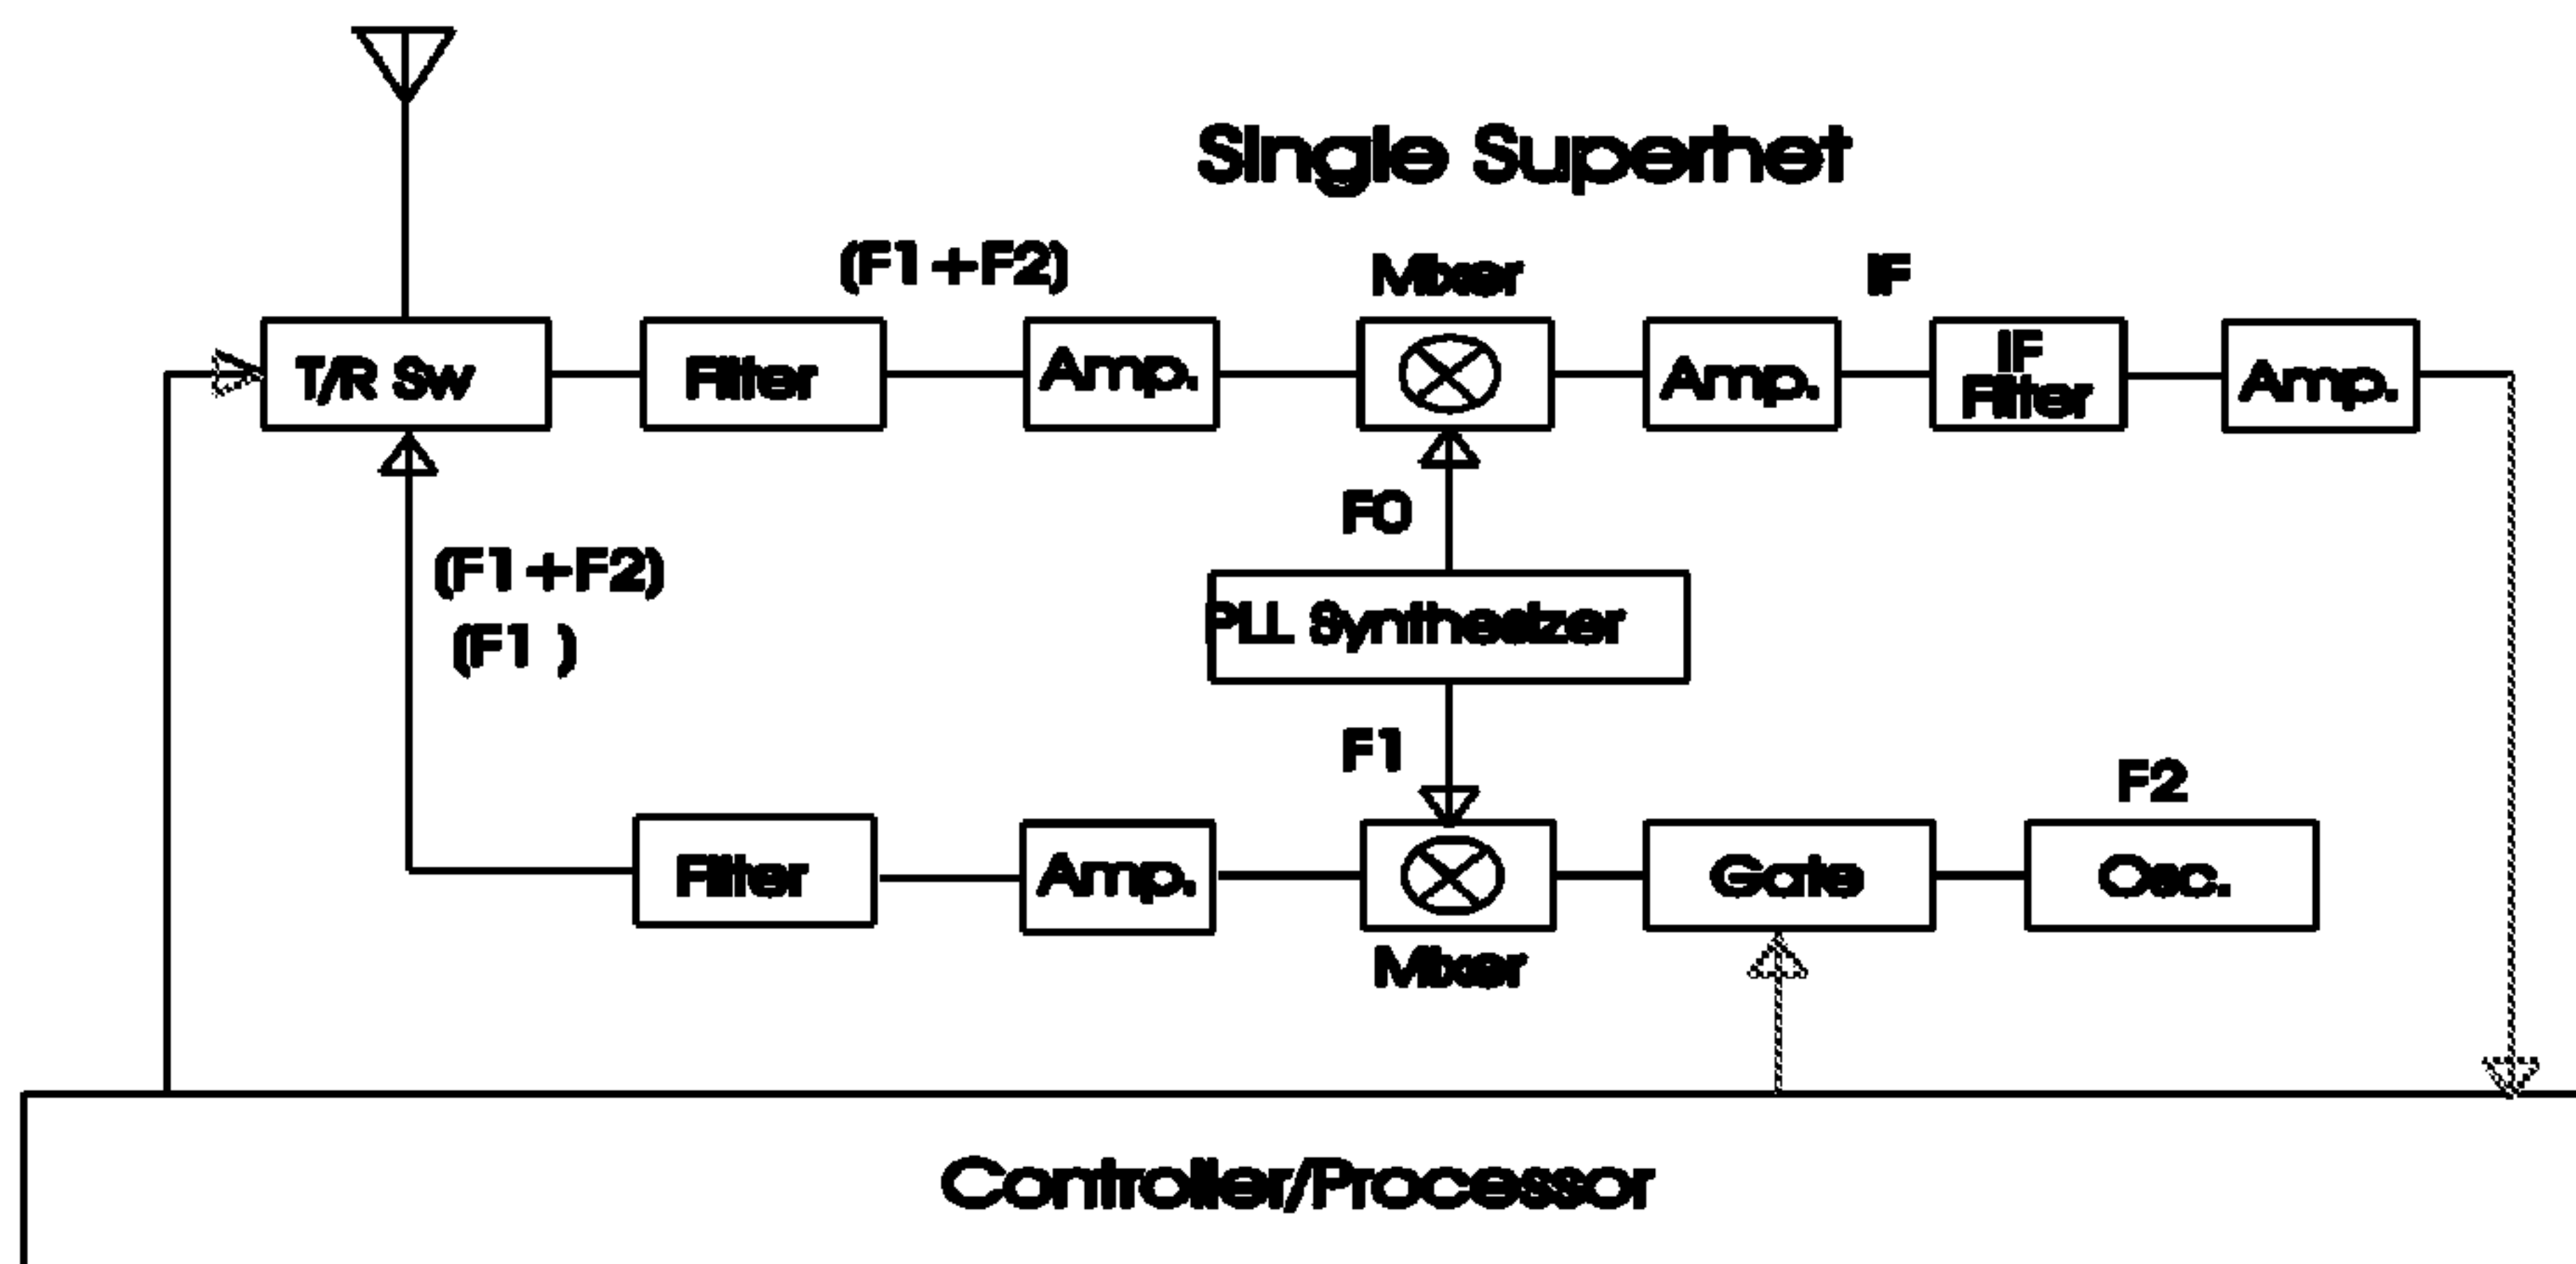 Single Superhet
(F1+F2)
Mixer
IF
T/R Sw
Filter
Amp.
Amp.
IF
Filter
Amp.
F0
(F1+F2)
(F1 )
PLL Synthesizer
F1
F2
Filter
Amp.
Gate
Osc.
Mixer
Controller/Processor